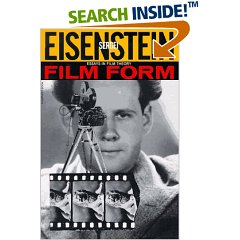 SEARCH INSIDE!™
EISENSTEIN
SERGEI
ESSAYS IN FILM THEORY
FILM FORM